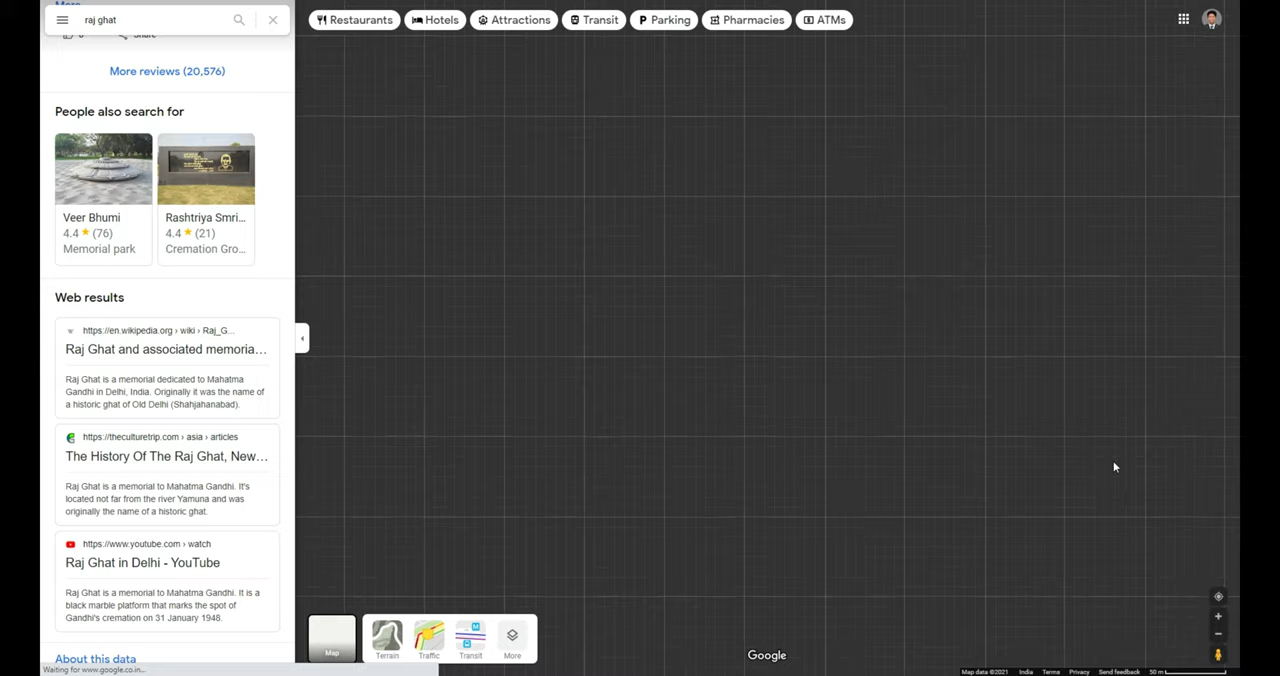 raj ghat
Restaurants
Hotels
Attractions
Transit
Parking
Pharmacies
ATMs
More reviews (20,576)
People also search for
Veer Bhumi
4.4 ★ (76)
Memorial park
Rashtriya Smri...
4.4 ★ (21)
Cremation Gro...
Web results
https://en.wikipedia.org › wiki › Raj_G...
Raj Ghat and associated memoria...
Raj Ghat is a memorial dedicated to Mahatma
Gandhi in Delhi, India. Originally it was the name of
a historic ghat of Old Delhi (Shahjahanabad).
https://theculturetrip.com › asia › articles
The History Of The Raj Ghat, New...
Raj Ghat is a memorial to Mahatma Gandhi. It's
located not far from the river Yamuna and was
originally the name of a historic ghat.
https://www.youtube.com › watch
Raj Ghat in Delhi - YouTube
Raj Ghat is a memorial to Mahatma Gandhi. It is a
black marble platform that marks the spot of
Gandhi's cremation on 31 January 1948.
About this data
Waiting for www.google.co.in...
Map
Terrain
Traffic
Transit
More
Google
Map data ©2021 India Terms Privacy Send feedback 50 m